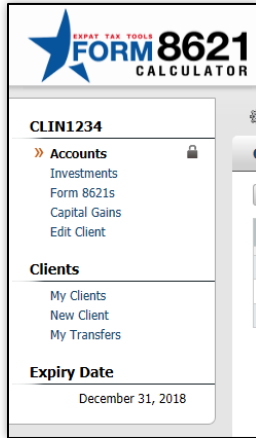 EXPAT TAX TOOLS
FORM 8621
CALCULATOR
CLIN1234
» Accounts
Investments
Form 8621s
Capital Gains
Edit Client
Clients
My Clients
New Client
My Transfers
Expiry Date
December 31, 2018